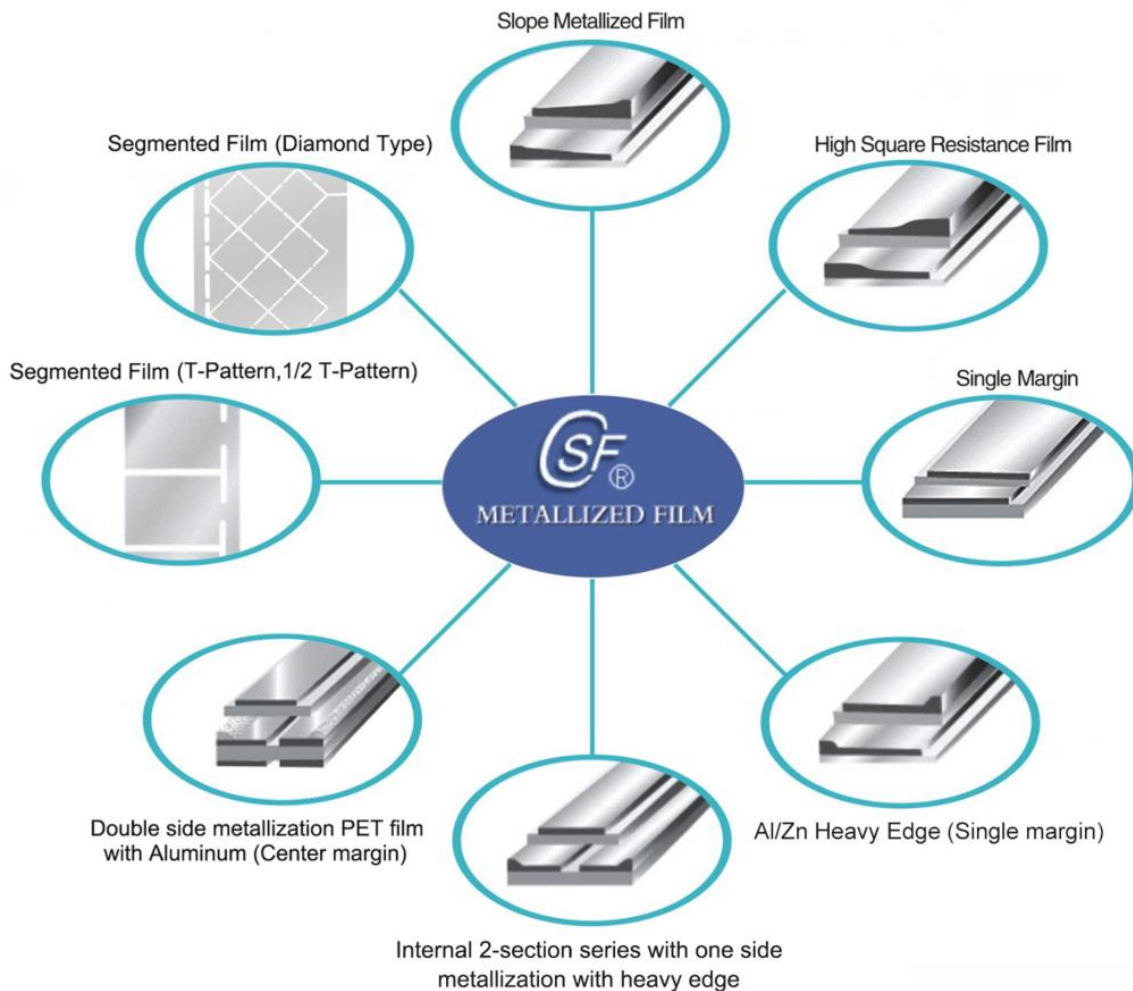 Slope Metallized Film
Segmented Film (Diamond Type)
High Square Resistance Film
Segmented Film (T-Pattern,1/2 T-Pattern)
Single Margin
CSF®
METALLIZED FILM
Double side metallization PET film
with Aluminum (Center margin)
Al/Zn Heavy Edge (Single margin)
Internal 2-section series with one side
metallization with heavy edge